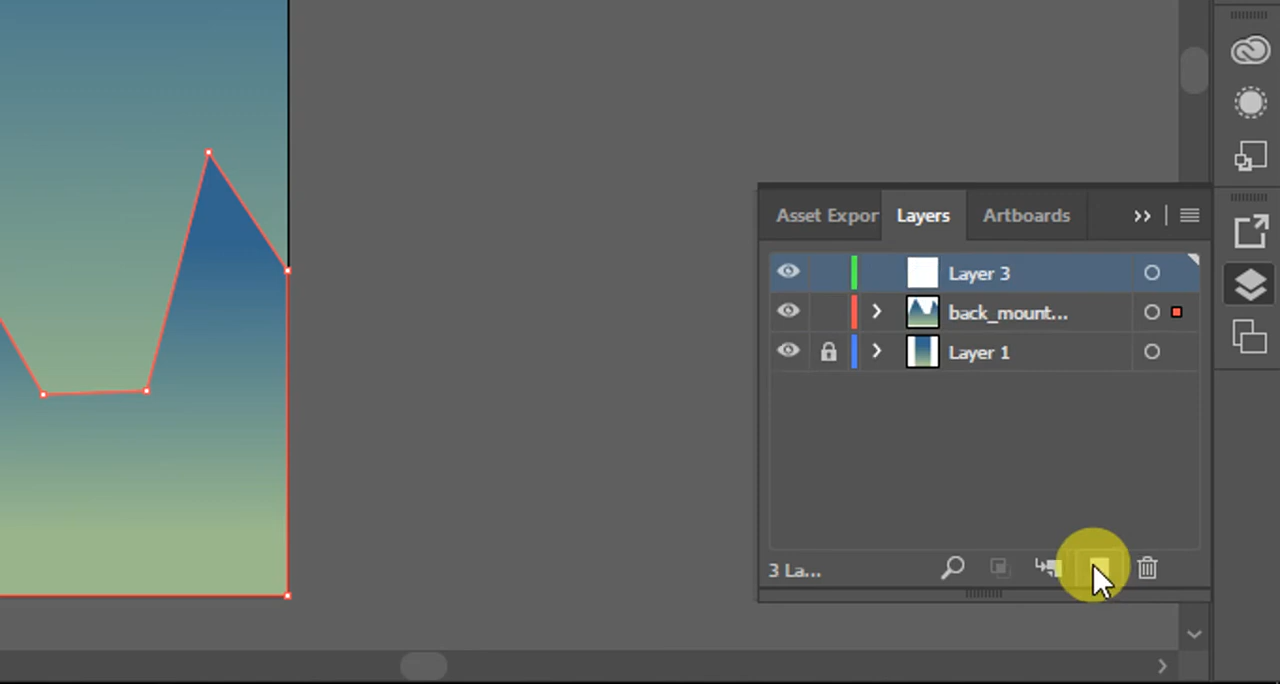 Asset Expor Layers Artboards
Layer 3
back_mount...
Layer 1
3 La...